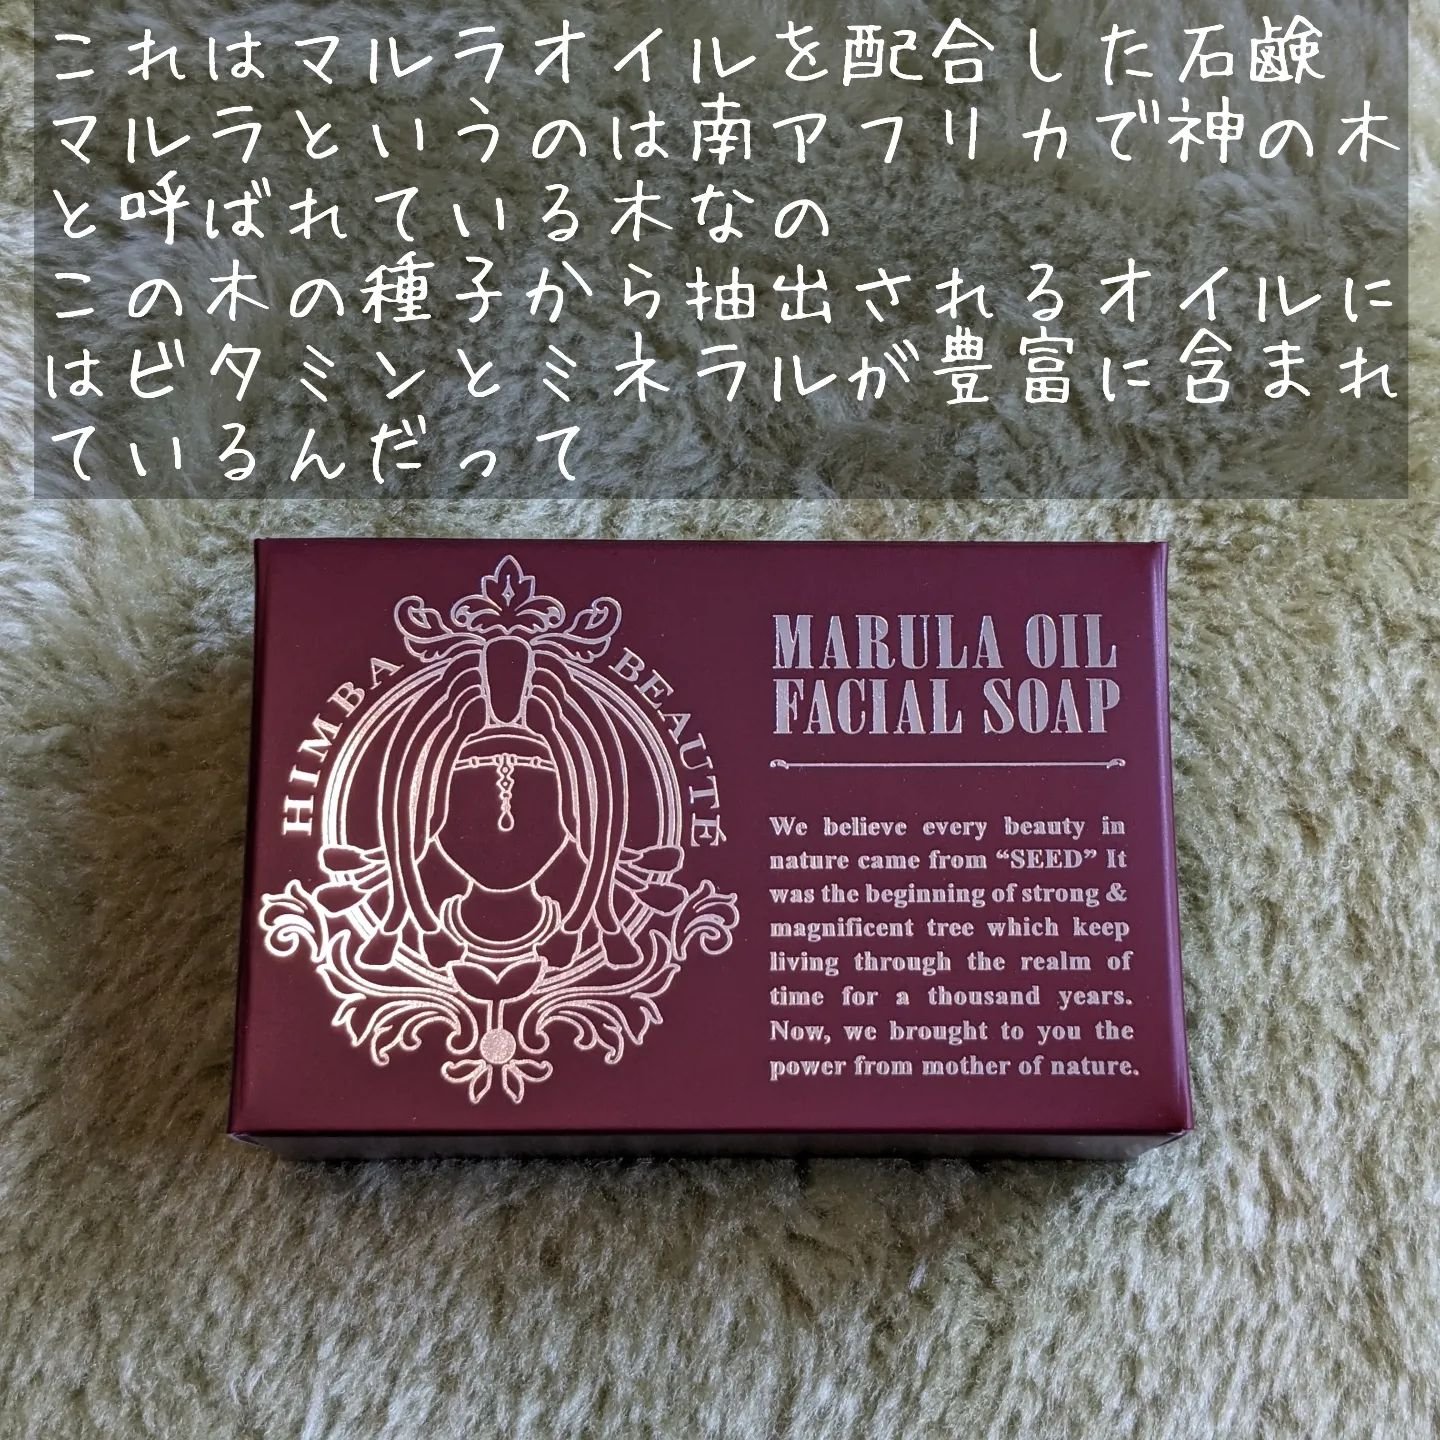 これはマルラオイルを配合した石鹸
マルラというのは南アフリカで神の木
と呼ばれている木なの
この木の種子から抽出されるオイルに
はビタミンとミネラルが豊富に含まれ
ているんだって
HIMBA BEAUTÉ
MARULA OIL
FACIAL SOAP
We believe every beauty in
nature came from “SEED” It
was the beginning of strong &
magnificent tree which keep
living through the realm of
time for a thousand years.
Now, we brought to you the
power from mother of nature.